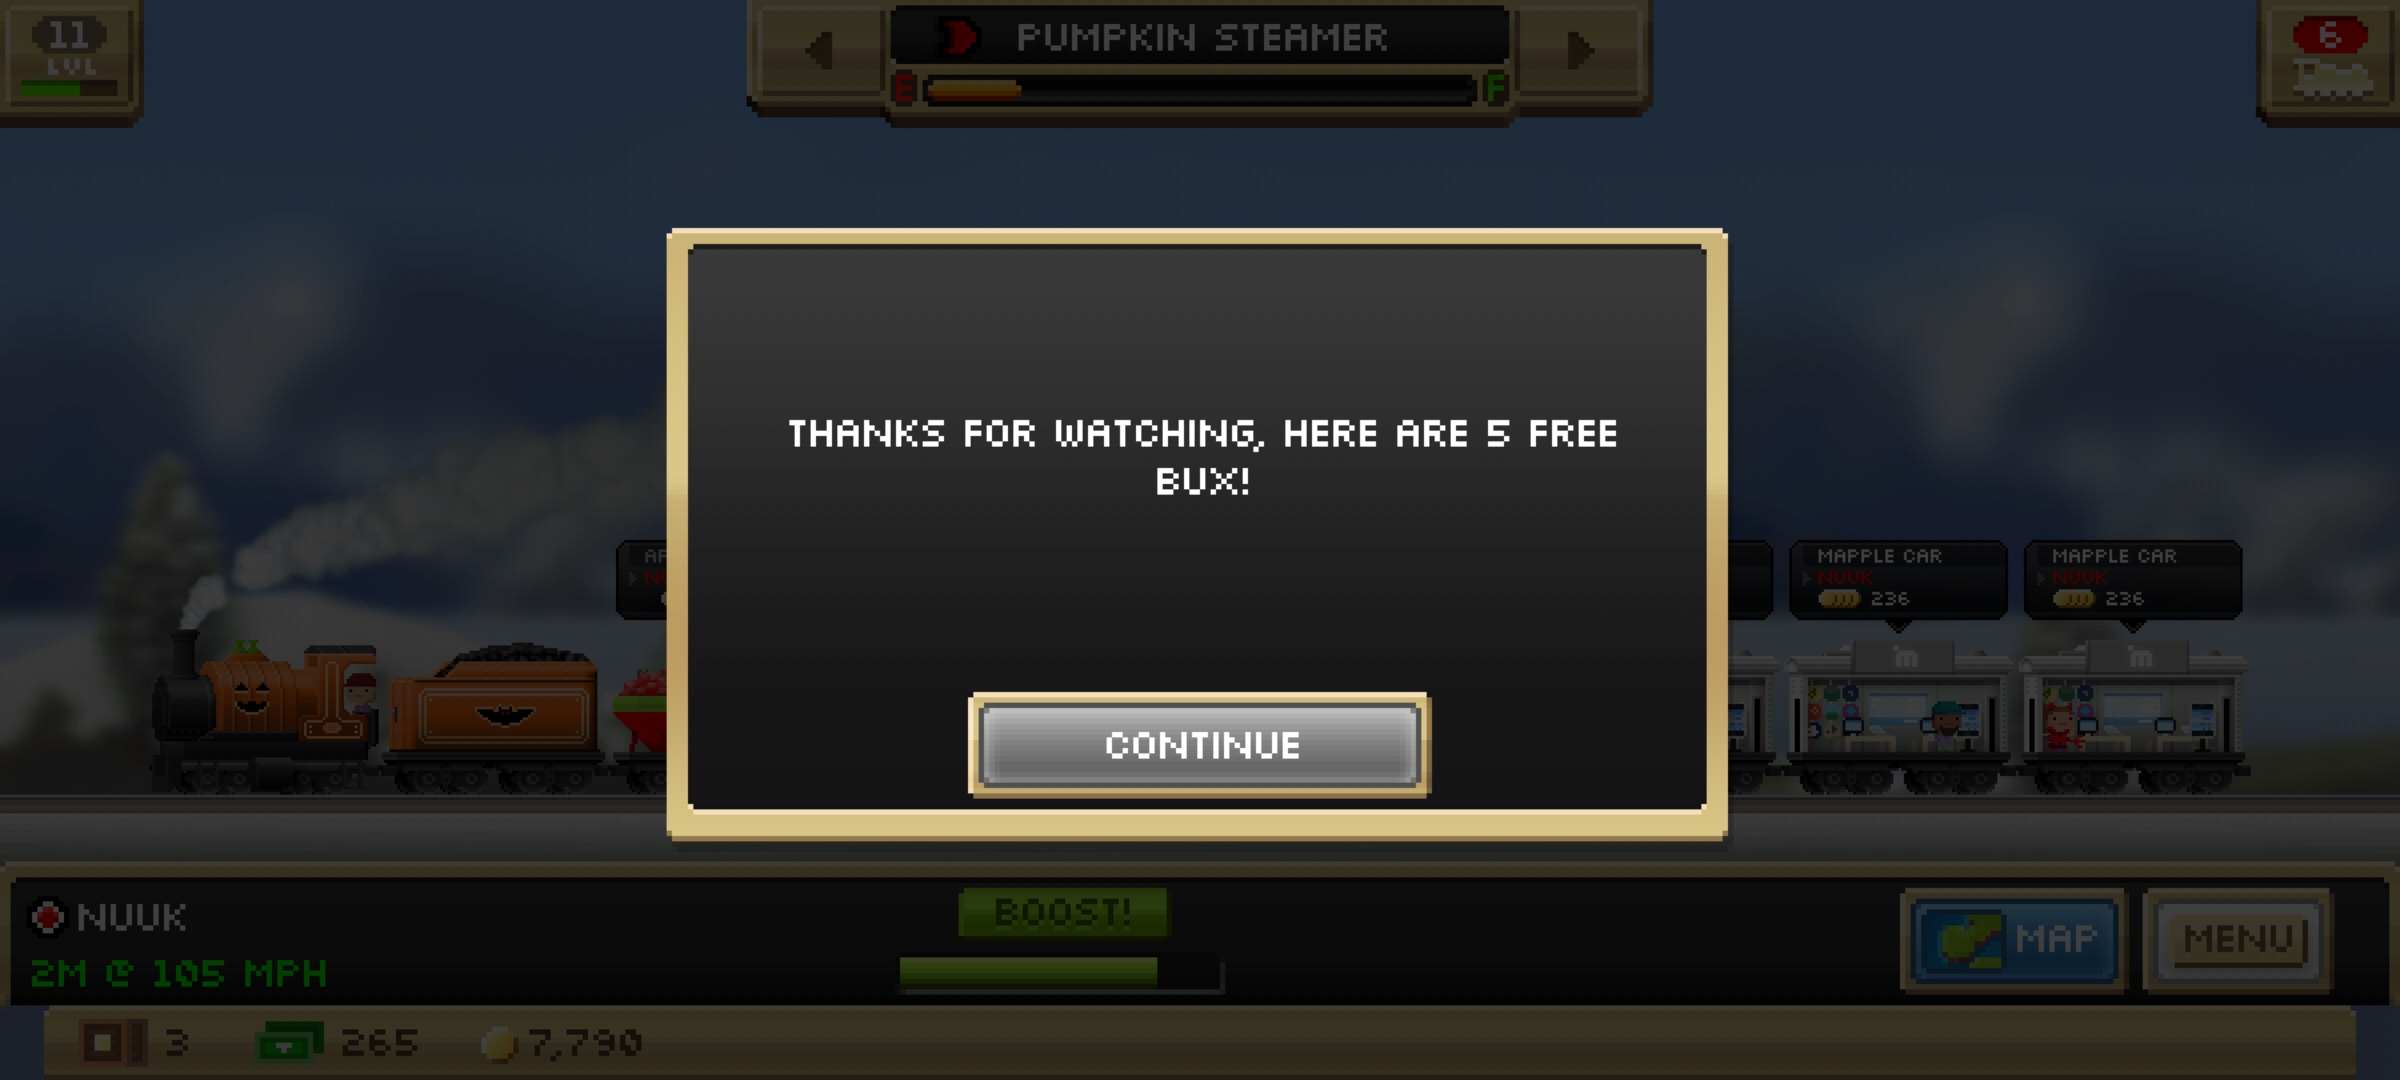 11
LVL
PUMPKIN STEAMER
E F
6
THANKS FOR WATCHING, HERE ARE 5 FREE
BUX!
CONTINUE
MAPPLE CAR
NUUK
236
MAPPLE CAR
NUUK
236
m
m
NUUK
2M @ 105 MPH
BOOST!
MAP
MENU
3
265
7,790